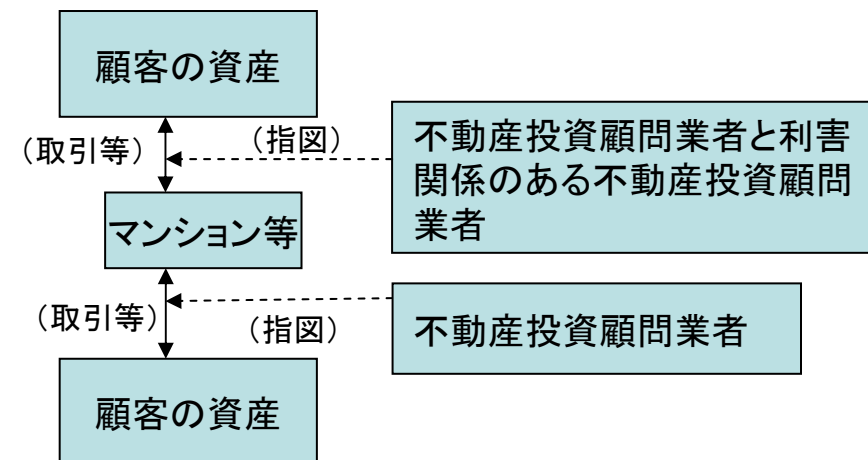 顧客の資産
（取引等）
（指図）
不動産投資顧問業者と利害
関係のある不動産投資顧問
業者
マンション等
（取引等）
（指図）
不動産投資顧問業者
顧客の資産